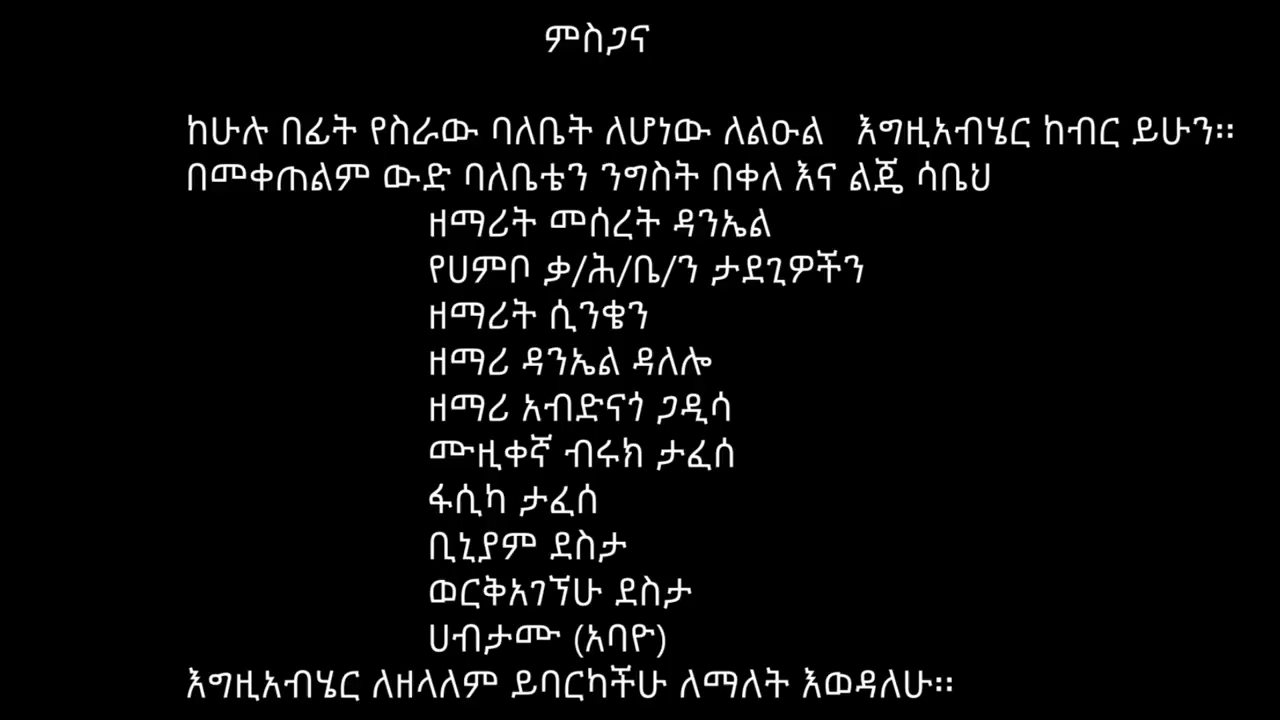 ምስጋና
ከሁሉ በፊት የስራው ባለቤት ለሆነው ለልዑል እግዚአብሄር ከብር ይሁን፡፡
በመቀጠልም ውድ ባለቤቴን ንግስት በቀለ እና ልጄ ሳቤህ
ዘማሪት መሰረት ዳንኤል
የሀምቦ ቃ/ሕ/ቤ/ን ታደጊዎችን
ዘማሪት ሲንቄን
ዘማሪ ዳንኤል ዳለሎ
ዘማሪ አብድናጎ ጋዲሳ
ሙዚቀኛ ብሩክ ታፈሰ
ፋሲካ ታፈሰ
ቢኒያም ደስታ
ወርቅአገኘሁ ደስታ
ሀብታሙ (አባዮ)
እግዚአብሄር ለዘላለም ይባርካችሁ ለማለት እወዳለሁ፡፡